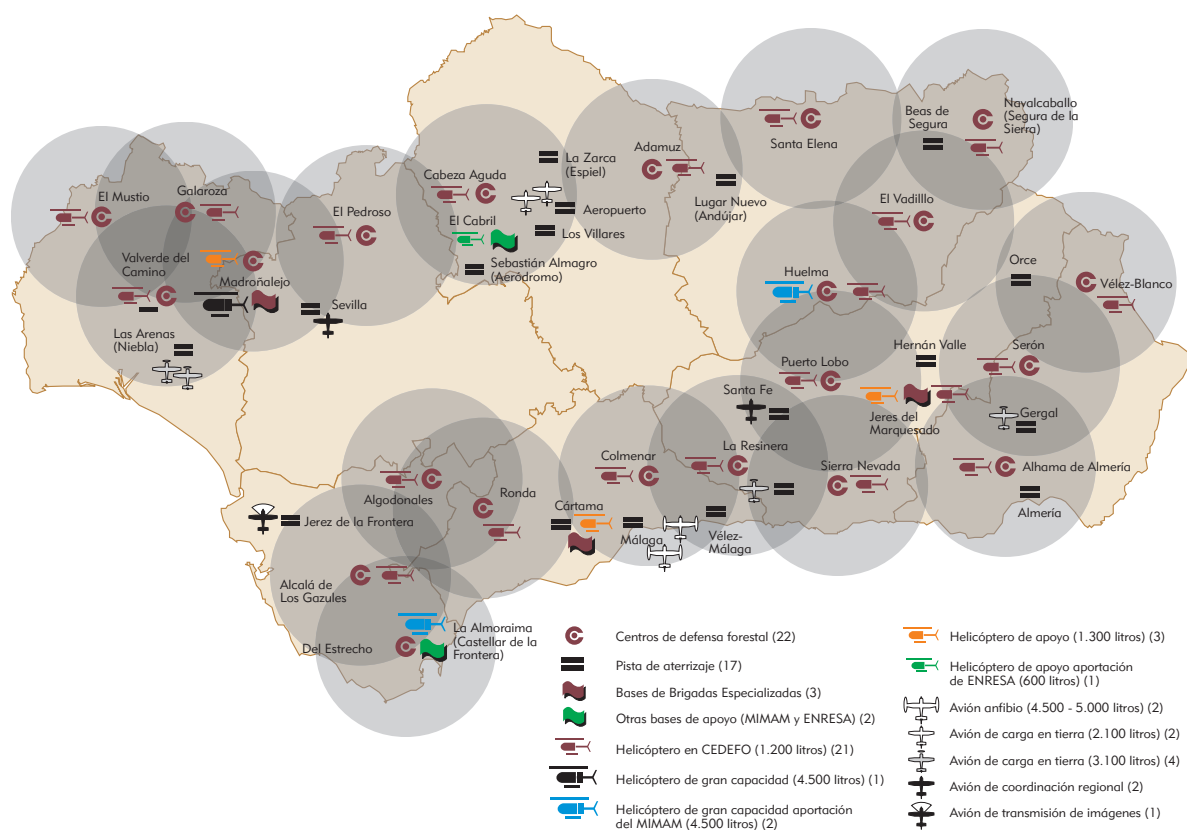 Navalcaballo
(Segura de la
Sierra)
Beas de
Segura
Santa Elena
Adamuz
La Zarca
(Espiel)
Cabeza Aguda
Lugar Nuevo
(Andújar)
El Mustio
Galaroza
El Pedroso
Aeropuerto
El Cabril
Los Villares
El Vadilllo
Sebastián Almagro
(Aeródromo)
Valverde del
Camino
Madroñalejo
Huelma
Orce
Vélez-Blanco
Sevilla
Las Arenas
(Niebla)
Hernán Valle
Serón
Puerto Lobo
Santa Fe
Jeres del
Marquesado
Gergal
La Resinera
Colmenar
Sierra Nevada
Alhama de Almería
Algodonales
Ronda
Cártama
Almería
Jerez de la Frontera
Málaga
Vélez-
Málaga
Alcalá de
Los Gazules
La Almoraima
(Castellar de la
Frontera)
Del Estrecho
Centros de defensa forestal (22)
Pista de aterrizaje (17)
Bases de Brigadas Especializadas (3)
Otras bases de apoyo (MIMAM y ENRESA) (2)
Helicóptero en CEDEFO (1.200 litros) (21)
Helicóptero de gran capacidad (4.500 litros) (1)
Helicóptero de gran capacidad aportación
del MIMAM (4.500 litros) (2)
Helicóptero de apoyo (1.300 litros) (3)
Helicóptero de apoyo aportación
de ENRESA (600 litros) (1)
Avión anfibio (4.500 - 5.000 litros) (2)
Avión de carga en tierra (2.100 litros) (2)
Avión de carga en tierra (3.100 litros) (4)
Avión de coordinación regional (2)
Avión de transmisión de imágenes (1)